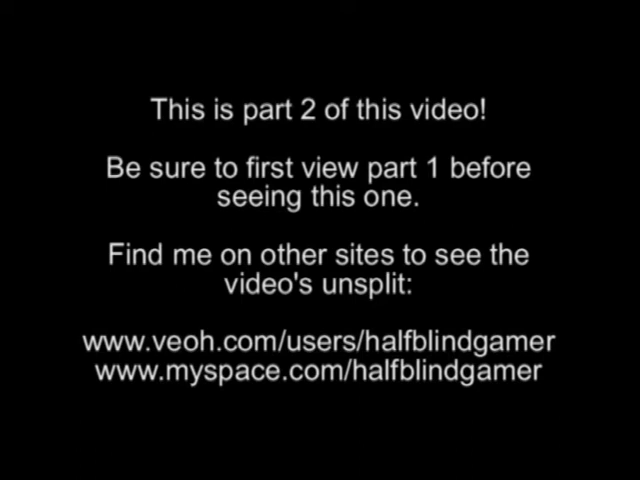 This is part 2 of this video!
Be sure to first view part 1 before
seeing this one.
Find me on other sites to see the
video's unsplit:
www.veoh.com/users/halfblindgamer
www.myspace.com/halfblindgamer